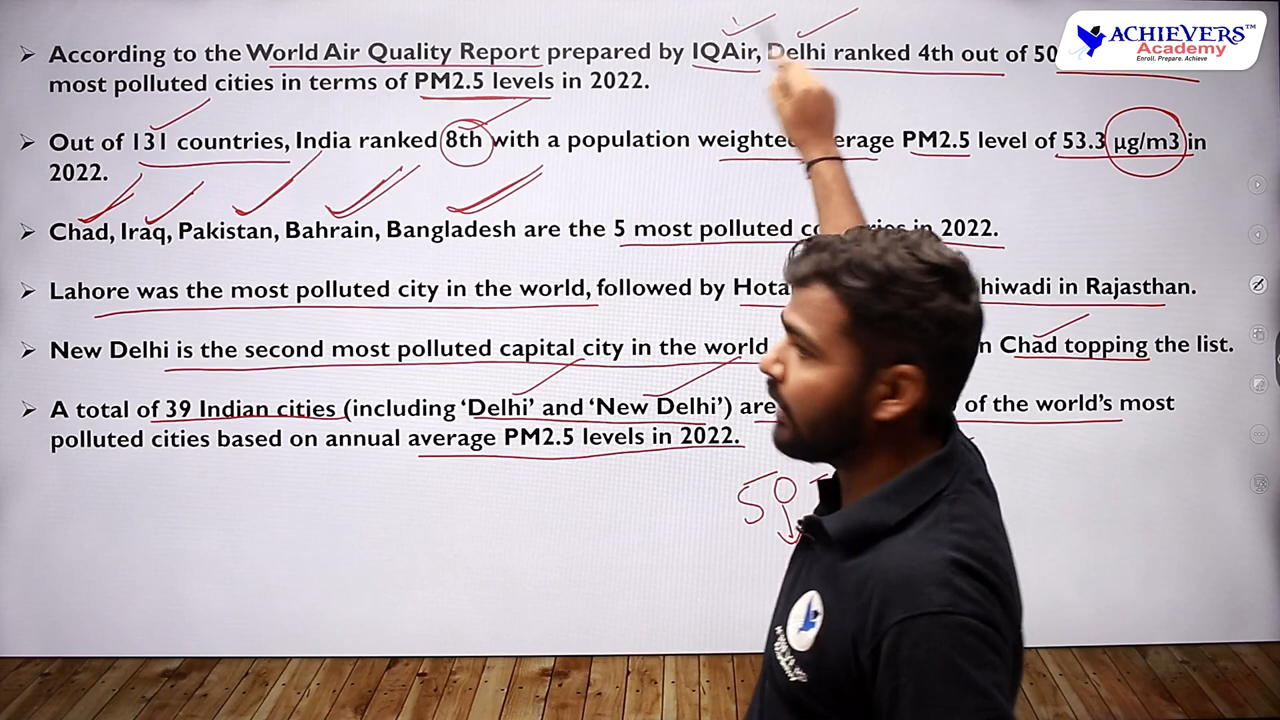 ACHIEVERS™
Academy
Enroll. Prepare. Achieve
➢ According to the World Air Quality Report prepared by IQAir, Delhi ranked 4th out of 50
most polluted cities in terms of PM2.5 levels in 2022.
➢ Out of 131 countries, India ranked 8th with a population weighted PM2.5 level of 53.3 µg/m3 in
2022.
➢ Chad, Iraq, Pakistan, Bahrain, Bangladesh are the 5 most polluted in 2022.
➢ Lahore was the most polluted city in the world, followed by in Rajasthan.
➢ New Delhi is the second most polluted capital city in the world Chad topping the list.
➢ A total of 39 Indian cities (including ‘Delhi’ and ‘New Delhi’) are of the world’s most
polluted cities based on annual average PM2.5 levels in 2022.
50